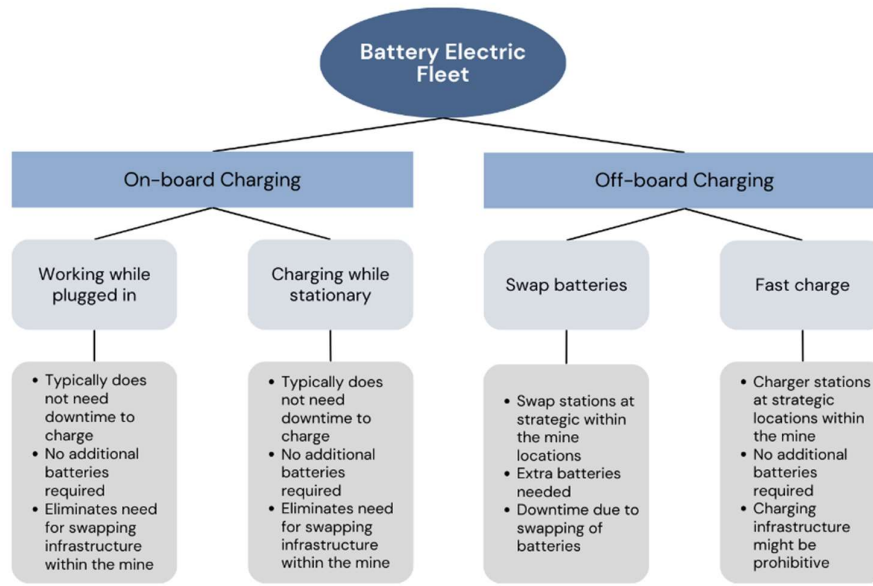 Battery Electric
Fleet
On-board Charging
Off-board Charging
Working while
plugged in
Charging while
stationary
Swap batteries
Fast charge
• Typically does
not need
downtime to
charge
• No additional
batteries
required
• Eliminates need
for swapping
infrastructure
within the mine
• Typically does
not need
downtime to
charge
• No additional
batteries
required
• Eliminates need
for swapping
infrastructure
within the mine
• Swap stations at
strategic within
the mine
locations
• Extra batteries
needed
• Downtime due to
swapping of
batteries
• Charger stations
at strategic
locations within
the mine
• No additional
batteries
required
• Charging
infrastructure
might be
prohibitive